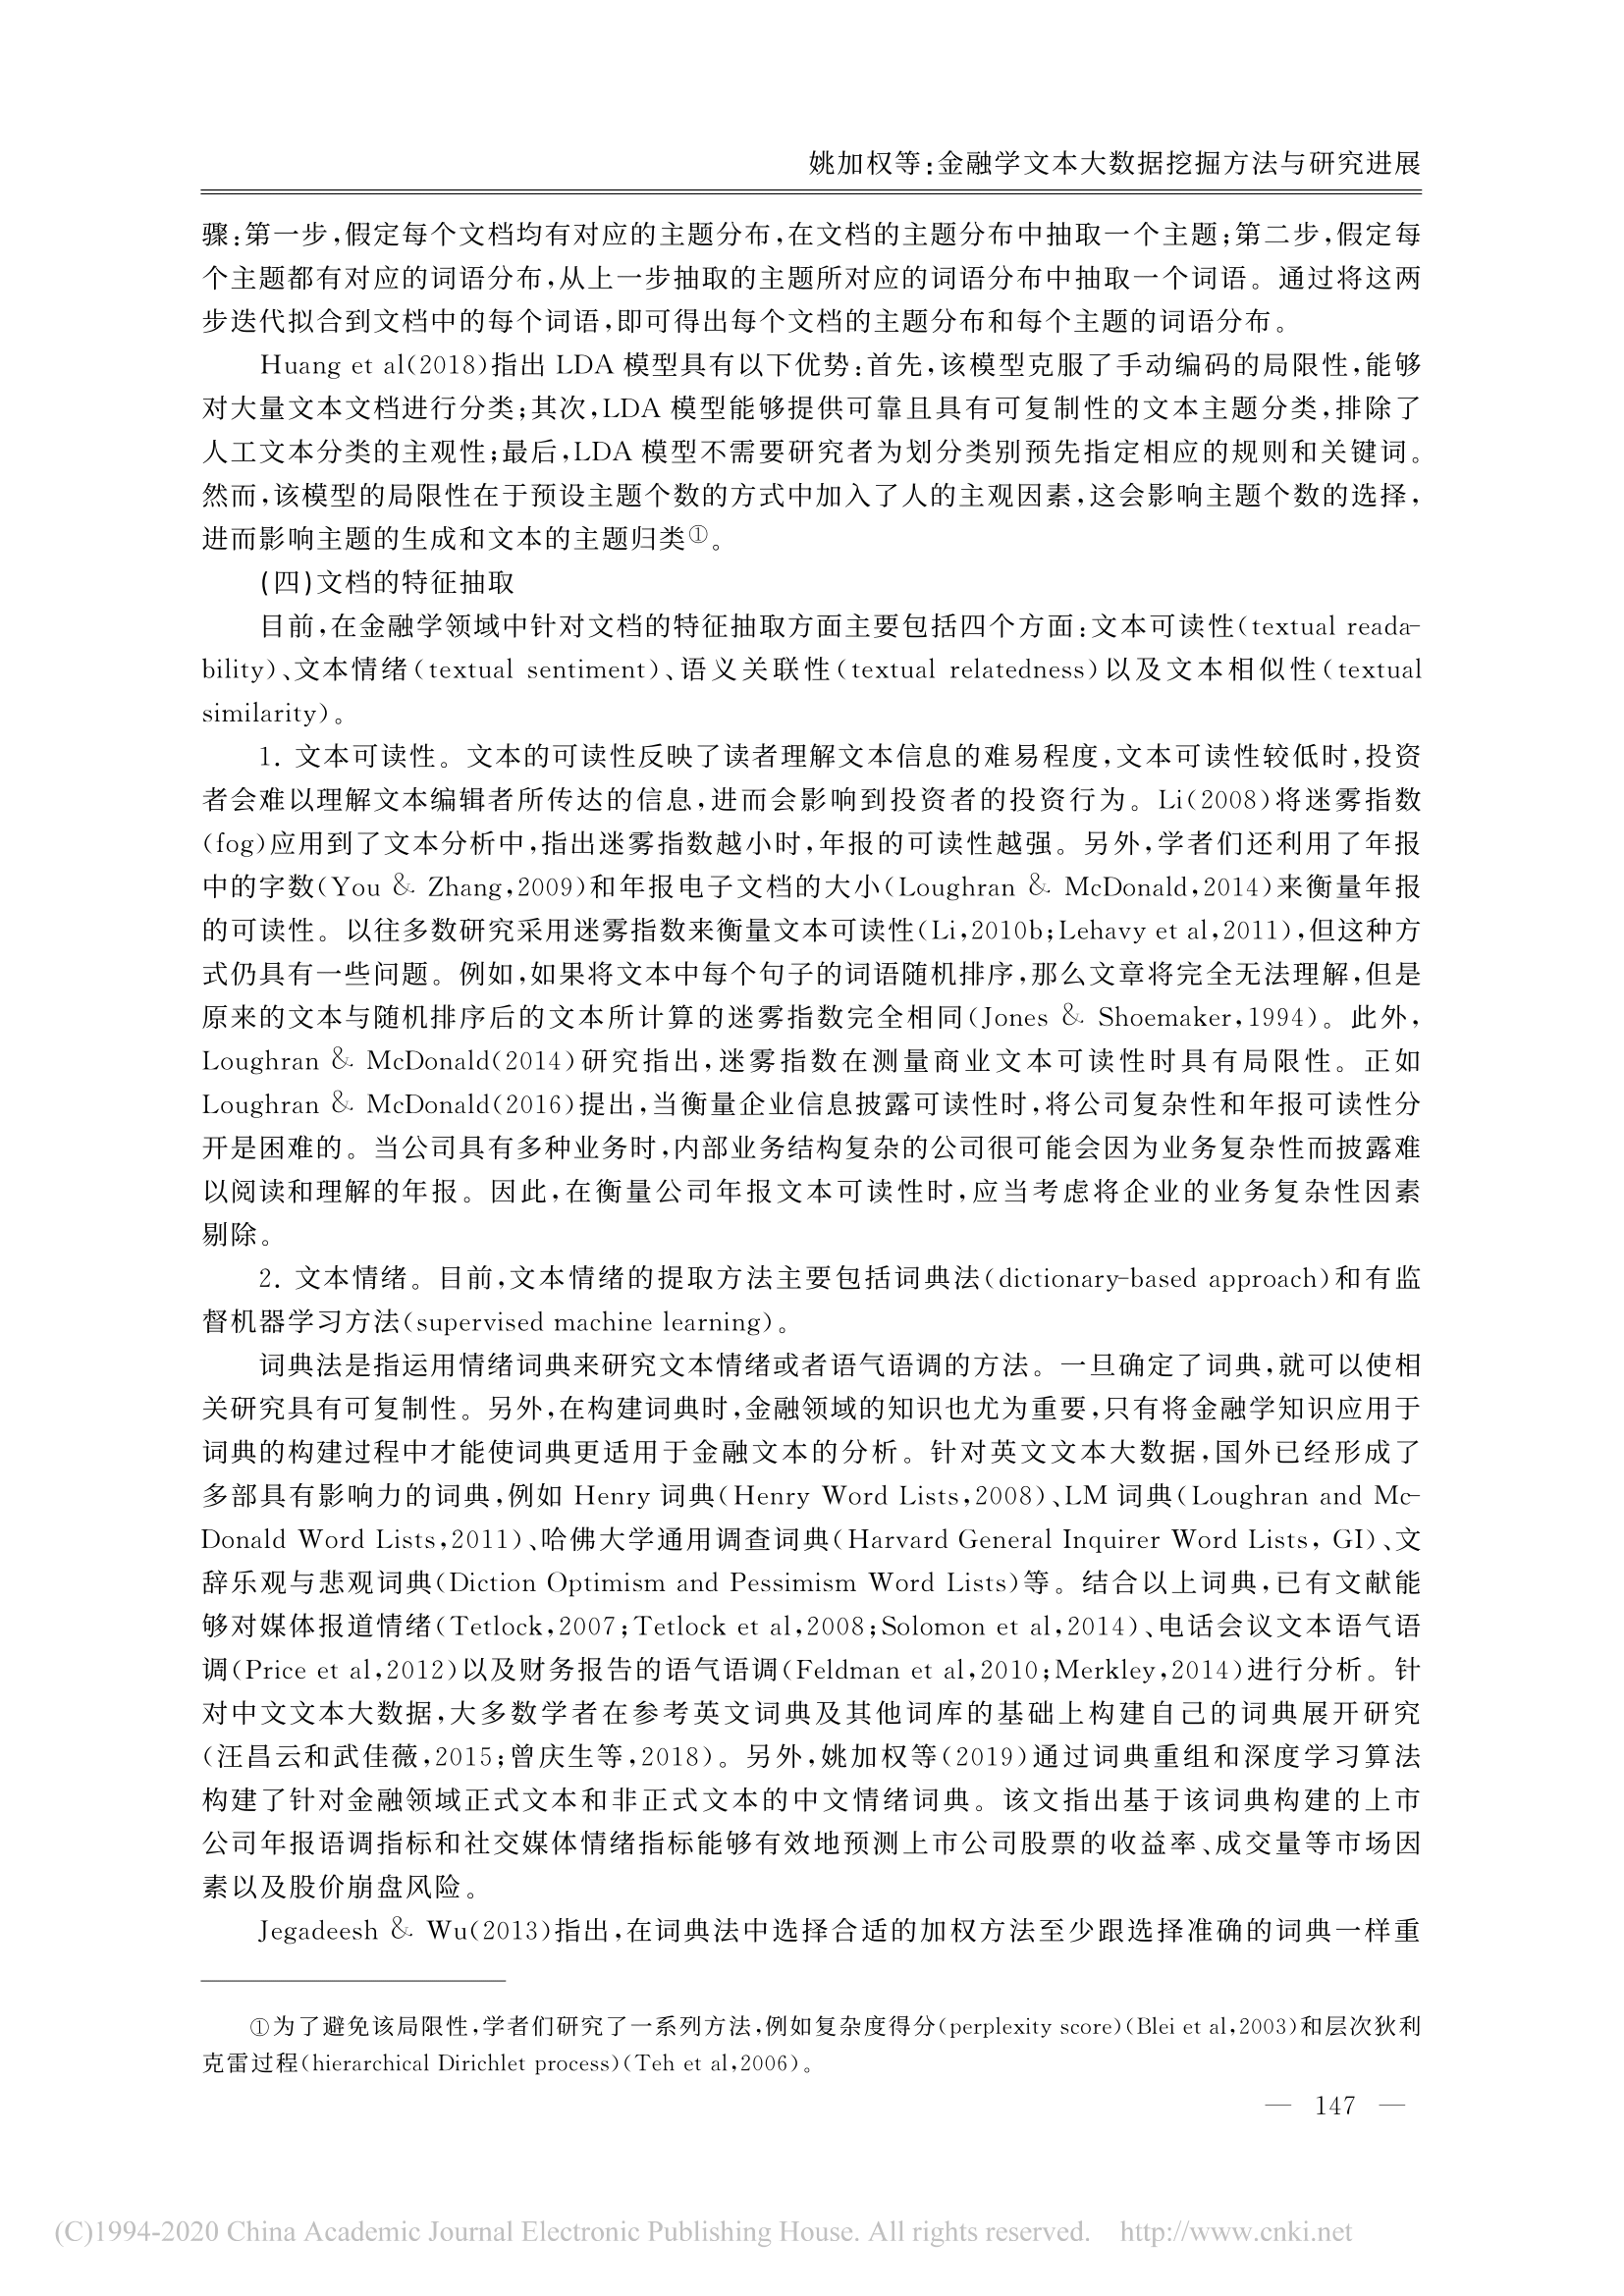 姚加权等:金融学文本大数据挖掘方法与研究进展
骤:第一步,假定每个文档均有对应的主题分布,在文档的主题分布中抽取一个主题;第二步,假定每
个主题都有对应的词语分布,从上一步抽取的主题所对应的词语分布中抽取一个词语。通过将这两
步迭代拟合到文档中的每个词语,即可得出每个文档的主题分布和每个主题的词语分布。
Huang et al(2018)指出 LDA 模型具有以下优势:首先,该模型克服了手动编码的局限性,能够
对大量文本文档进行分类;其次,LDA 模型能够提供可靠且具有可复制性的文本主题分类,排除了
人工文本分类的主观性;最后,LDA 模型不需要研究者为划分类别预先指定相应的规则和关键词。
然而,该模型的局限性在于预设主题个数的方式中加入了人的主观因素,这会影响主题个数的选择,
进而影响主题的生成和文本的主题归类①。
(四)文档的特征抽取
目前,在金融学领域中针对文档的特征抽取方面主要包括四个方面:文本可读性(textual reada-
bility)、文本情绪(textual sentiment)、语义关联性(textual relatedness)以及文本相似性(textual
similarity)。
1. 文本可读性。文本的可读性反映了读者理解文本信息的难易程度,文本可读性较低时,投资
者会难以理解文本编辑者所传达的信息,进而会影响到投资者的投资行为。Li(2008)将迷雾指数
(fog)应用到了文本分析中,指出迷雾指数越小时,年报的可读性越强。另外,学者们还利用了年报
中的字数(You & Zhang,2009)和年报电子文档的大小(Loughran & McDonald,2014)来衡量年报
的可读性。以往多数研究采用迷雾指数来衡量文本可读性(Li,2010b;Lehavy et al,2011),但这种方
式仍具有一些问题。例如,如果将文本中每个句子的词语随机排序,那么文章将完全无法理解,但是
原来的文本与随机排序后的文本所计算的迷雾指数完全相同(Jones & Shoemaker,1994)。此外,
Loughran & McDonald(2014)研究指出,迷雾指数在测量商业文本可读性时具有局限性。正如
Loughran & McDonald(2016)提出,当衡量企业信息披露可读性时,将公司复杂性和年报可读性分
开是困难的。当公司具有多种业务时,内部业务结构复杂的公司很可能会因为业务复杂性而披露难
以阅读和理解的年报。因此,在衡量公司年报文本可读性时,应当考虑将企业的业务复杂性因素
剔除。
2. 文本情绪。目前,文本情绪的提取方法主要包括词典法(dictionary-based approach)和有监
督机器学习方法(supervised machine learning)。
词典法是指运用情绪词典来研究文本情绪或者语气语调的方法。一旦确定了词典,就可以使相
关研究具有可复制性。另外,在构建词典时,金融领域的知识也尤为重要,只有将金融学知识应用于
词典的构建过程中才能使词典更适用于金融文本的分析。针对英文文本大数据,国外已经形成了
多部具有影响力的词典,例如 Henry 词典(Henry Word Lists,2008)、LM 词典(Loughran and Mc-
Donald Word Lists,2011)、哈佛大学通用调查词典(Harvard General Inquirer Word Lists, GI)、文
辞乐观与悲观词典(Diction Optimism and Pessimism Word Lists)等。结合以上词典,已有文献能
够对媒体报道情绪(Tetlock,2007;Tetlock et al,2008;Solomon et al,2014)、电话会议文本语气语
调(Price et al,2012)以及财务报告的语气语调(Feldman et al,2010;Merkley,2014)进行分析。针
对中文文本大数据,大多数学者在参考英文词典及其他词库的基础上构建自己的词典展开研究
(汪昌云和武佳薇,2015;曾庆生等,2018)。另外,姚加权等(2019)通过词典重组和深度学习算法
构建了针对金融领域正式文本和非正式文本的中文情绪词典。该文指出基于该词典构建的上市
公司年报语调指标和社交媒体情绪指标能够有效地预测上市公司股票的收益率、成交量等市场因
素以及股价崩盘风险。
Jegadeesh & Wu(2013)指出,在词典法中选择合适的加权方法至少跟选择准确的词典一样重
①为了避免该局限性,学者们研究了一系列方法,例如复杂度得分(perplexity score)(Blei et al,2003)和层次狄利
克雷过程(hierarchical Dirichlet process)(Teh et al,2006)。
— 147 —
(C)1994-2020 China Academic Journal Electronic Publishing House. All rights reserved. http://www.cnki.net